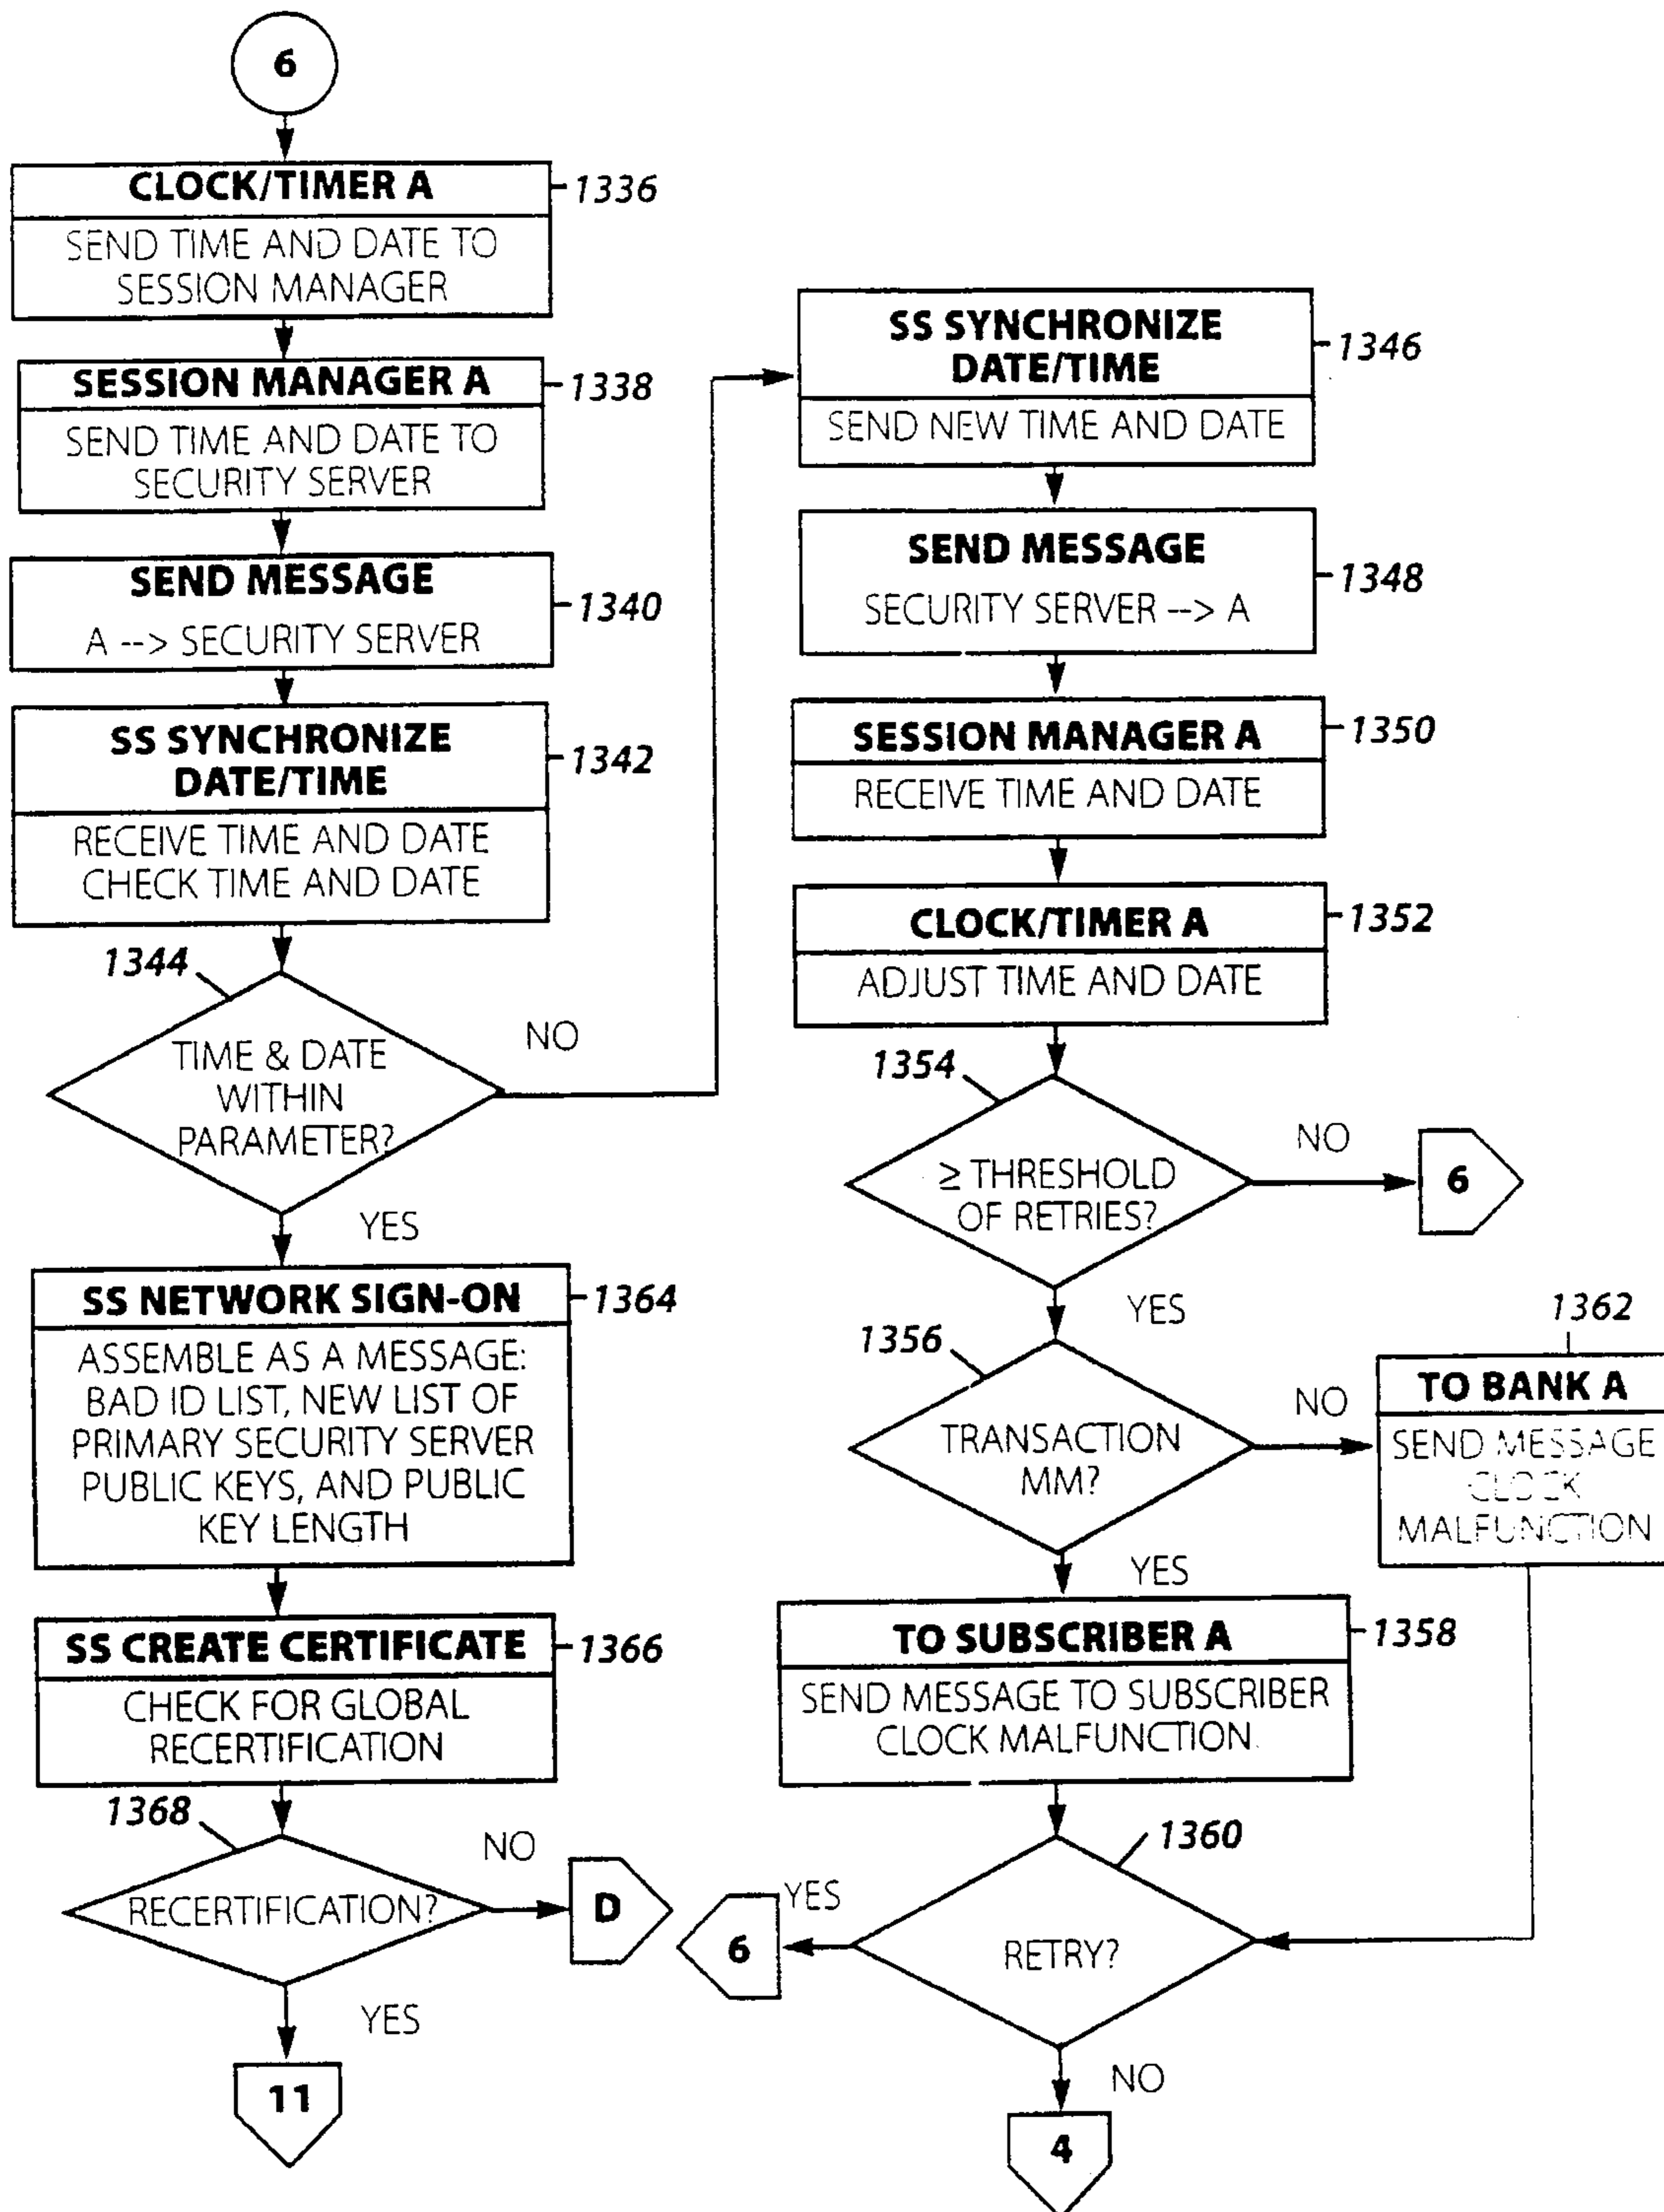 6
CLOCK/TIMER A
1336
SEND TIME AND DATE TO
SESSION MANAGER
SESSION MANAGER A
1338
SEND TIME AND DATE TO
SECURITY SERVER
SEND MESSAGE
1340
A --> SECURITY SERVER
SS SYNCHRONIZE
DATE/TIME
1342
RECEIVE TIME AND DATE
CHECK TIME AND DATE
1344
TIME & DATE
WITHIN
PARAMETER?
NO
YES
SS NETWORK SIGN-ON
1364
ASSEMBLE AS A MESSAGE:
BAD ID LIST, NEW LIST OF
PRIMARY SECURITY SERVER
PUBLIC KEYS, AND PUBLIC
KEY LENGTH
SS CREATE CERTIFICATE
1366
CHECK FOR GLOBAL
RECERTIFICATION
1368
RECERTIFICATION?
NO
D
YES
11
SS SYNCHRONIZE
DATE/TIME
1346
SEND NEW TIME AND DATE
SEND MESSAGE
1348
SECURITY SERVER --> A
SESSION MANAGER A
1350
RECEIVE TIME AND DATE
CLOCK/TIMER A
1352
ADJUST TIME AND DATE
1354
≥ THRESHOLD
OF RETRIES?
NO
6
YES
1356
TRANSACTION
MM?
NO
1362
TO BANK A
SEND MESSAGE
CLOCK
MALFUNCTION
YES
TO SUBSCRIBER A
1358
SEND MESSAGE TO SUBSCRIBER
CLOCK MALFUNCTION
1360
RETRY?
YES
6
NO
4